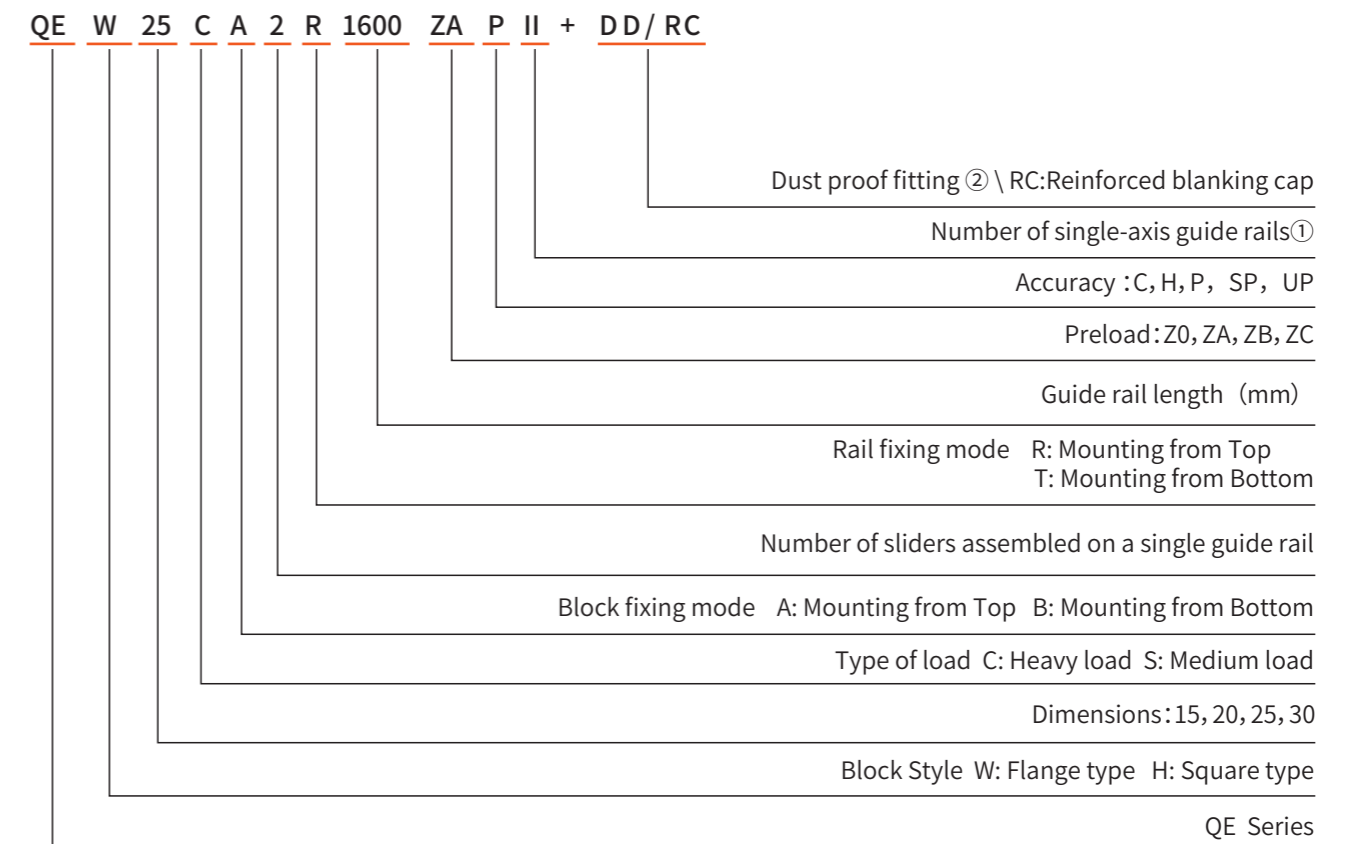 QE W 25 C A 2 R 1600 ZA P II + DD/RC
Dust proof fitting ② \ RC:Reinforced blanking cap
Number of single-axis guide rails①
Accuracy :C, H, P, SP, UP
Preload:Z0, ZA, ZB, ZC
Guide rail length (mm)
Rail fixing mode R: Mounting from Top
T: Mounting from Bottom
Number of sliders assembled on a single guide rail
Block fixing mode A: Mounting from Top B: Mounting from Bottom
Type of load C: Heavy load S: Medium load
Dimensions:15, 20, 25, 30
Block Style W: Flange type H: Square type
QE Series